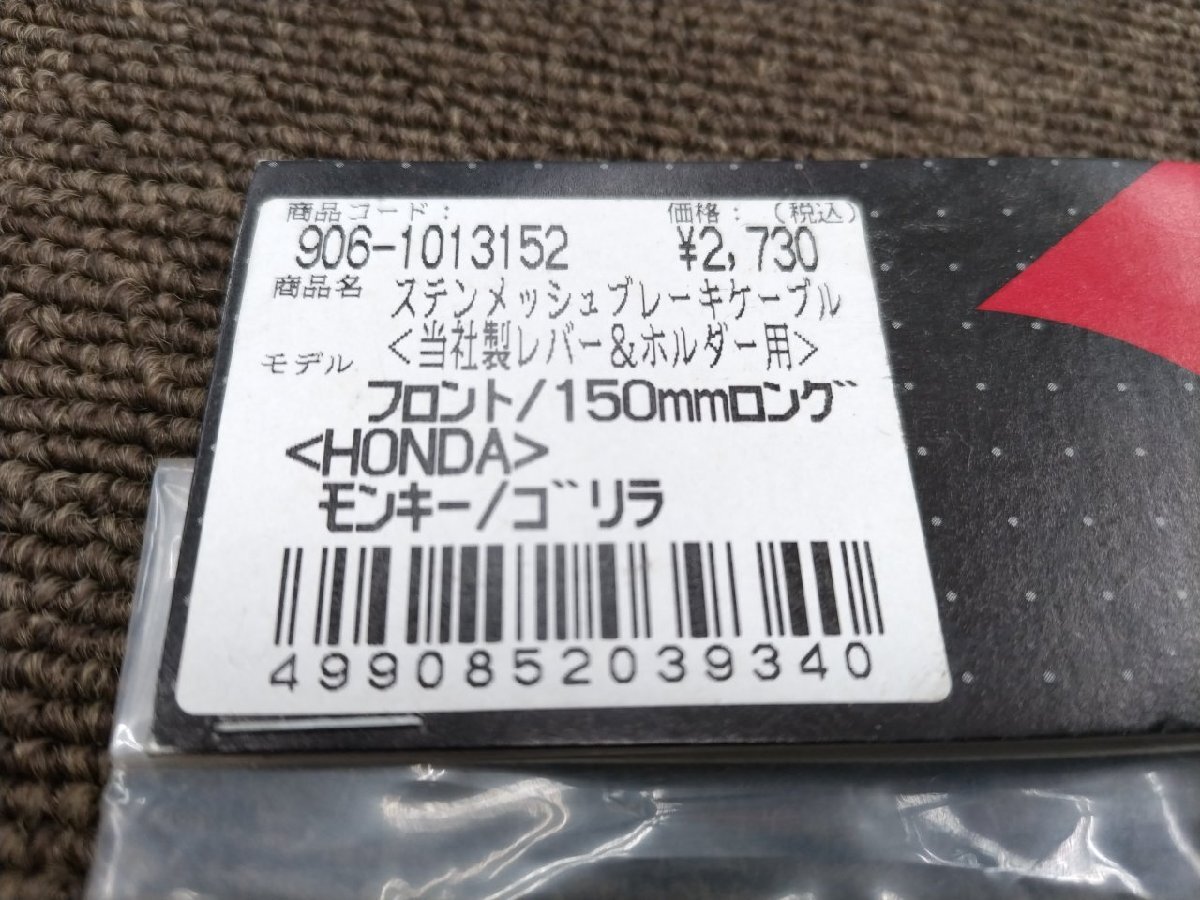 商品コード: 価格: (税込)
906-1013152 ¥2,730
商品名 ステンメッシュブレーキケーブル
<当社製レバー&ホルダー用>
モデル
フロント/150mmロング
<HONDA>
モンキー/ゴリラ
4990852039340